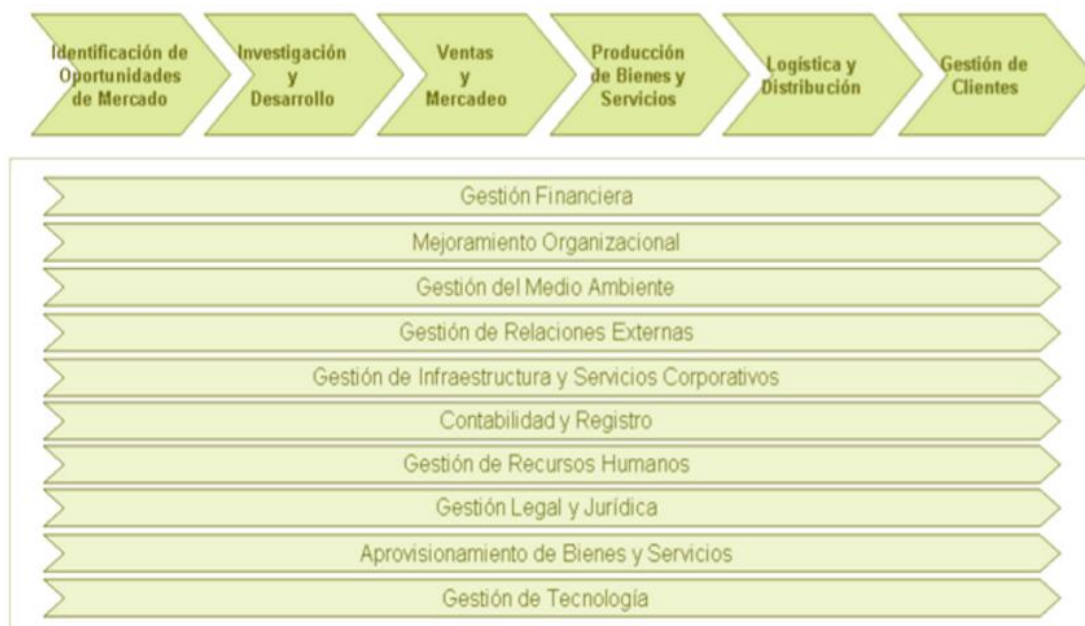 Identificación de
Oportunidades
de Mercado
Investigación
y
Desarrollo
Ventas
y
Mercadeo
Producción
de Bienes y
Servicios
Logística y
Distribución
Gestión de
Clientes
Gestión Financiera
Mejoramiento Organizacional
Gestión del Medio Ambiente
Gestión de Relaciones Externas
Gestión de Infraestructura y Servicios Corporativos
Contabilidad y Registro
Gestión de Recursos Humanos
Gestión Legal y Jurídica
Aprovisionamiento de Bienes y Servicios
Gestión de Tecnología